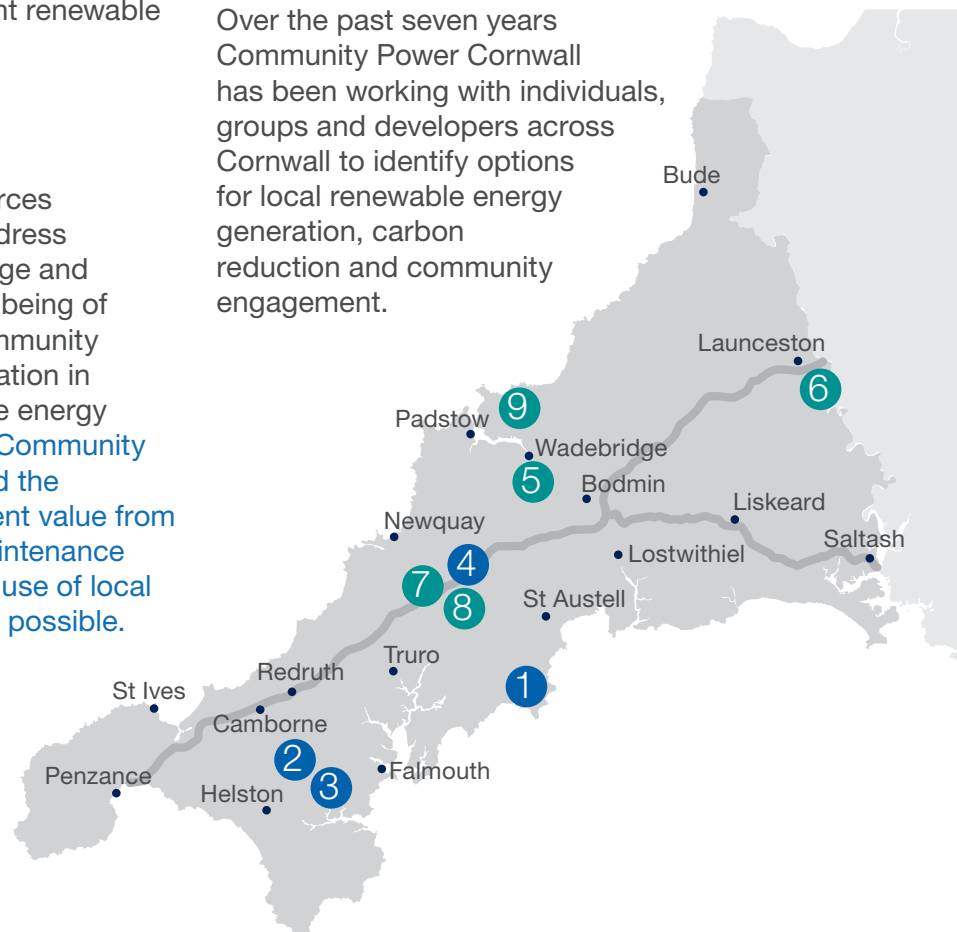 nt renewable
rces
dress
ge and
being of
mmunity
ation in
e energy
Community
d the
ent value from
intenance
use of local
possible.
Over the past seven years
Community Power Cornwall
has been working with individuals,
groups and developers across
Cornwall to identify options
for local renewable energy
generation, carbon
reduction and community
engagement.
Bude
Launceston
6
9
Padstow
Wadebridge
5
Bodmin
Liskeard
Newquay
Saltash
Lostwithiel
4
7
8
St Austell
Truro
Redruth
1
St Ives
Camborne
2
Falmouth
Penzance
3
Helston